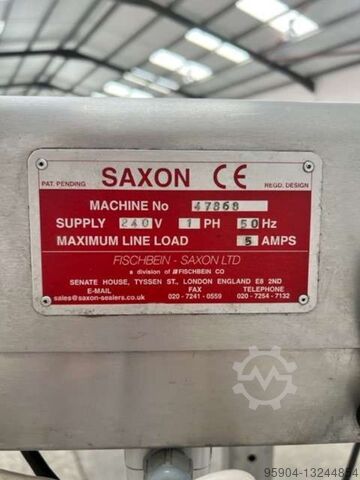 SAXON CE
PAT. PENDING
REGD. DESIGN
MACHINE No 47868
SUPPLY 240 V 1 PH 50 Hz
MAXIMUM LINE LOAD 5 AMPS
FISCHBEIN - SAXON LTD
a division of FISCHBEIN CO
SENATE HOUSE, TYSSEN ST., LONDON ENGLAND E8 2ND
E-MAIL FAX TELEPHONE
sales@saxon-sealers.co.uk 020 - 7241 - 0559 020 - 7254 - 7132
95904-13244854